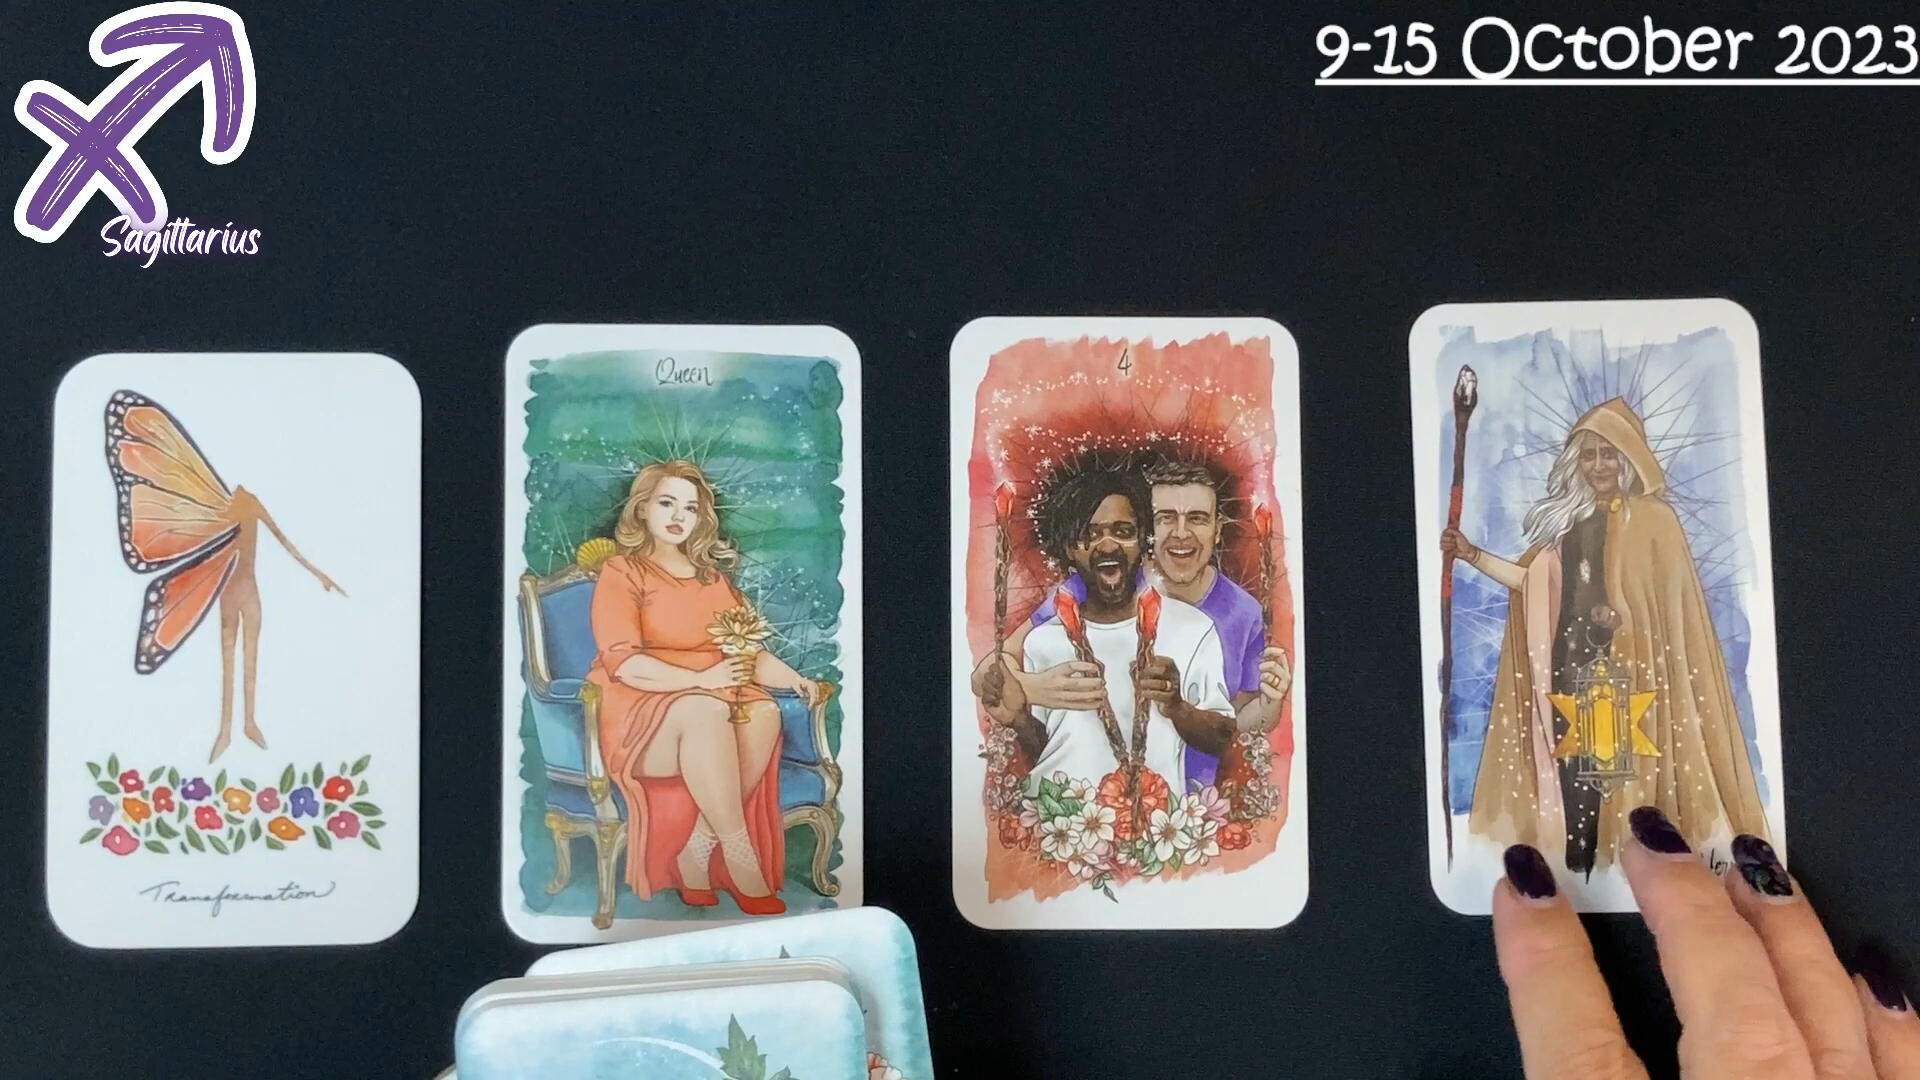 Sagittarius
9-15 October 2023
Queen
4
Transformation